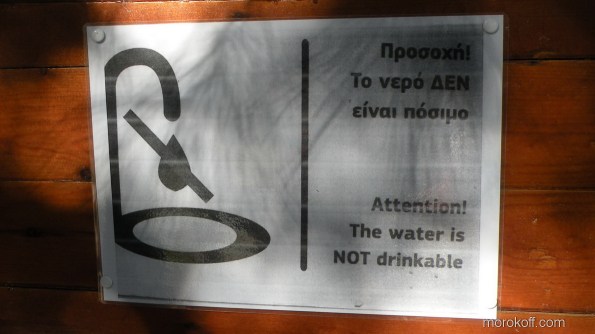 Προσοχή!
Το νερό ΔΕΝ
είναι πόσιμο
Attention!
The water is
NOT drinkable
morokoff.com